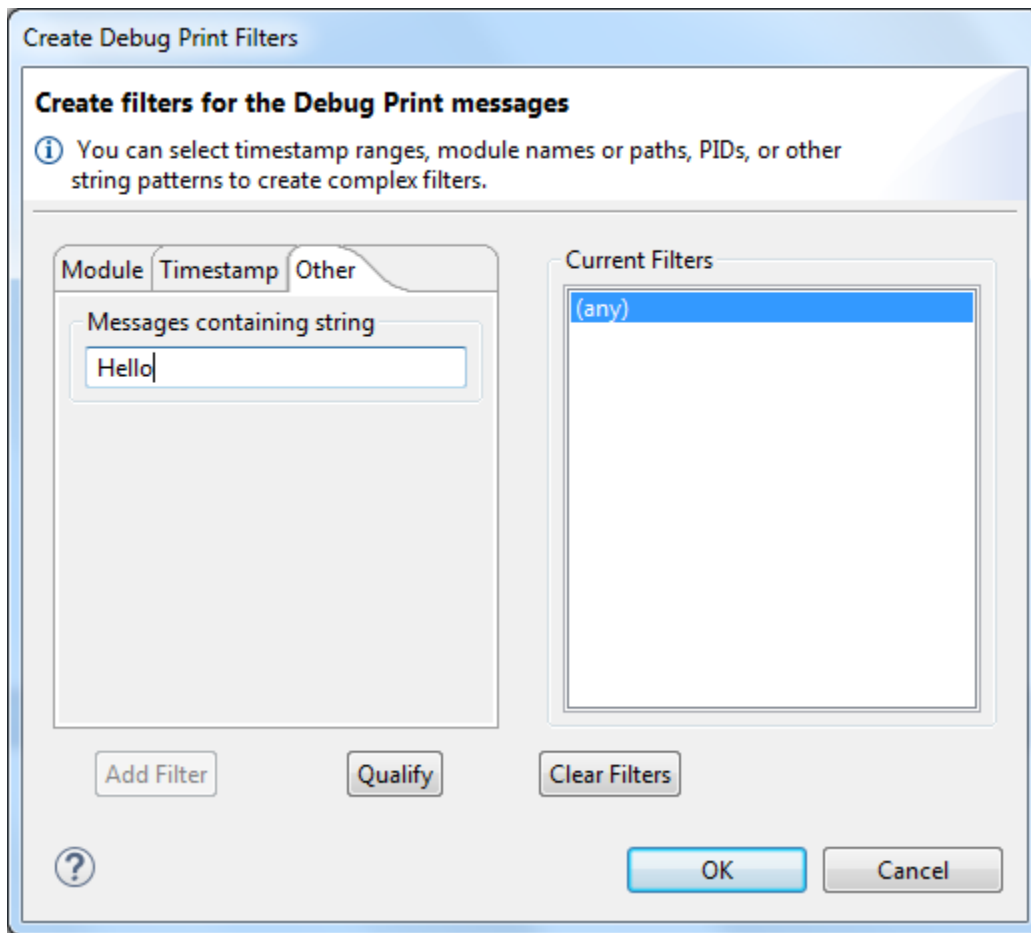 Create Debug Print Filters
Create filters for the Debug Print messages
You can select timestamp ranges, module names or paths, PIDs, or other
string patterns to create complex filters.
Module Timestamp Other
Messages containing string
Hello
Current Filters
(any)
Add Filter Qualify Clear Filters
OK Cancel